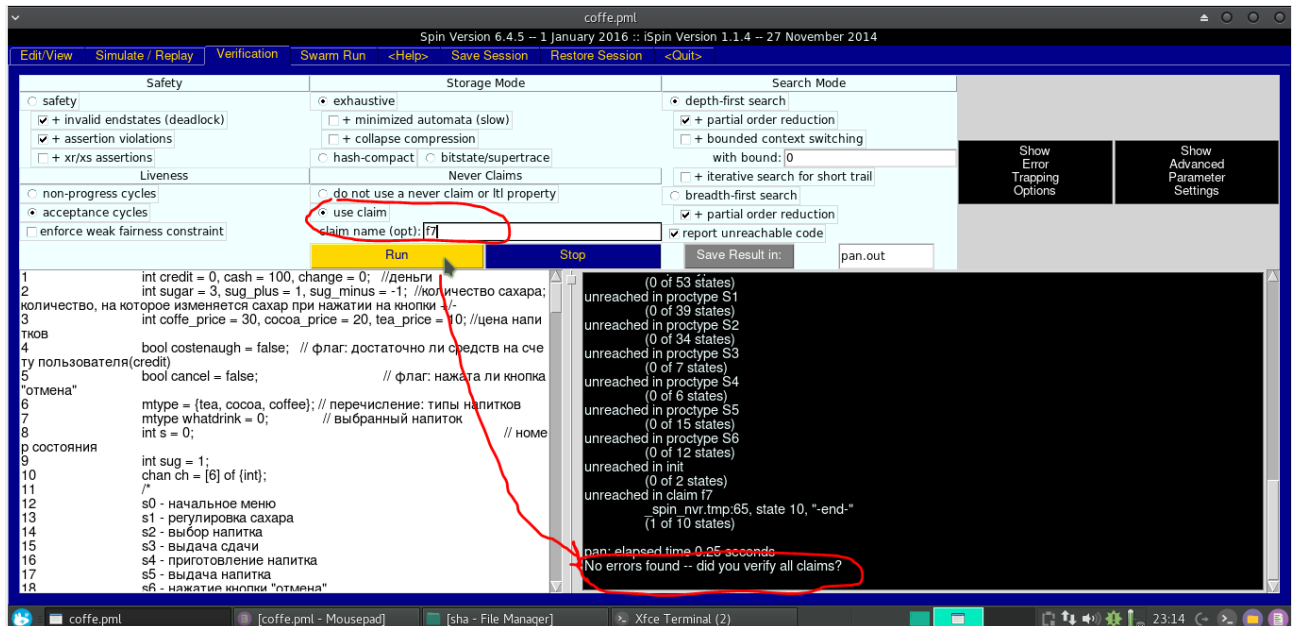 coffe.pml
Spin Version 6.4.5 -- 1 January 2016 :: iSpin Version 1.1.4 -- 27 November 2014
Edit/View Simulate / Replay Verification Swarm Run <Help> Save Session Restore Session <Quit>
Safety
safety
+ invalid endstates (deadlock)
+ assertion violations
+ xr/xs assertions
Liveness
non-progress cycles
acceptance cycles
enforce weak fairness constraint
Storage Mode
exhaustive
+ minimized automata (slow)
+ collapse compression
hash-compact bitstate/supertrace
Never Claims
do not use a never claim or ltl property
use claim
claim name (opt): f7
Search Mode
depth-first search
+ partial order reduction
+ bounded context switching
with bound: 0
+ iterative search for short trail
breadth-first search
+ partial order reduction
report unreachable code
Show
Error
Trapping
Options
Show
Advanced
Parameter
Settings
Run Stop Save Result in: pan.out
1 int credit = 0, cash = 100, change = 0; //деньги
2 int sugar = 3, sug_plus = 1, sug_minus = -1; //количество сахара;
количество, на которое изменяется сахар при нажатии на кнопки +/-
3 int coffe_price = 30, cocoa_price = 20, tea_price = 10; //цена напи
тков
4 bool costenaugh = false; // флаг: достаточно ли средств на сче
ту пользователя(credit)
5 bool cancel = false; // флаг: нажата ли кнопка
"отмена"
6 mtype = {tea, cocoa, coffee}; // перечисление: типы напитков
7 mtype whatdrink = 0; // выбранный напиток
8 int s = 0; // номе
р состояния
9 int sug = 1;
10 chan ch = [6] of {int};
11 /*
12 s0 - начальное меню
13 s1 - регулировка сахара
14 s2 - выбор напитка
15 s3 - выдача сдачи
16 s4 - приготовление напитка
17 s5 - выдача напитка
18 s6 - нажатие кнопки "отмена"
(0 of 53 states)
unreached in proctype S1
(0 of 39 states)
unreached in proctype S2
(0 of 34 states)
unreached in proctype S3
(0 of 7 states)
unreached in proctype S4
(0 of 6 states)
unreached in proctype S5
(0 of 15 states)
unreached in proctype S6
(0 of 12 states)
unreached in init
(0 of 2 states)
unreached in claim f7
_spin_nvr.tmp:65, state 10, "-end-"
(1 of 10 states)
pan: elapsed time 0.25 seconds
No errors found -- did you verify all claims?
coffe.pml [coffe.pml - Mousepad] [sha - File Manager] Xfce Terminal (2) 23:14